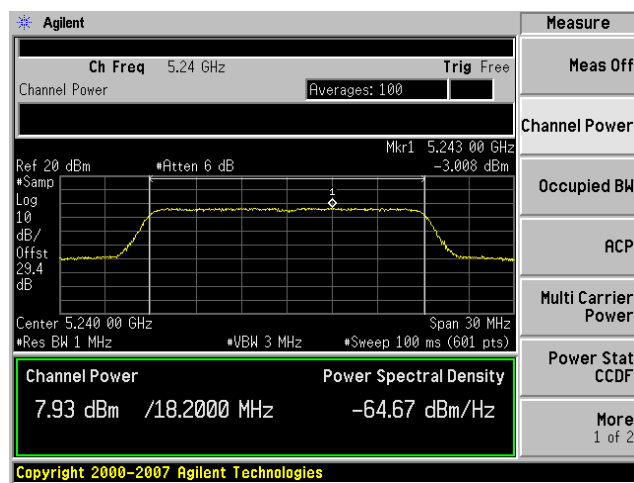 Agilent
Measure
Ch Freq 5.24 GHz Trig Free
Meas Off
Channel Power Averages: 100
Channel Power
Mkr1 5.243 00 GHz
Ref 20 dBm #Atten 6 dB -3.008 dBm
#Samp
Log
10
dB/
Offst
29.4
dB
1
Occupied BW
ACP
Multi Carrier
Power
Center 5.240 00 GHz Span 30 MHz
#Res BW 1 MHz #VBW 3 MHz #Sweep 100 ms (601 pts)
Power Stat
CCDF
Channel Power Power Spectral Density
7.93 dBm /18.2000 MHz -64.67 dBm/Hz
More
1 of 2
Copyright 2000-2007 Agilent Technologies